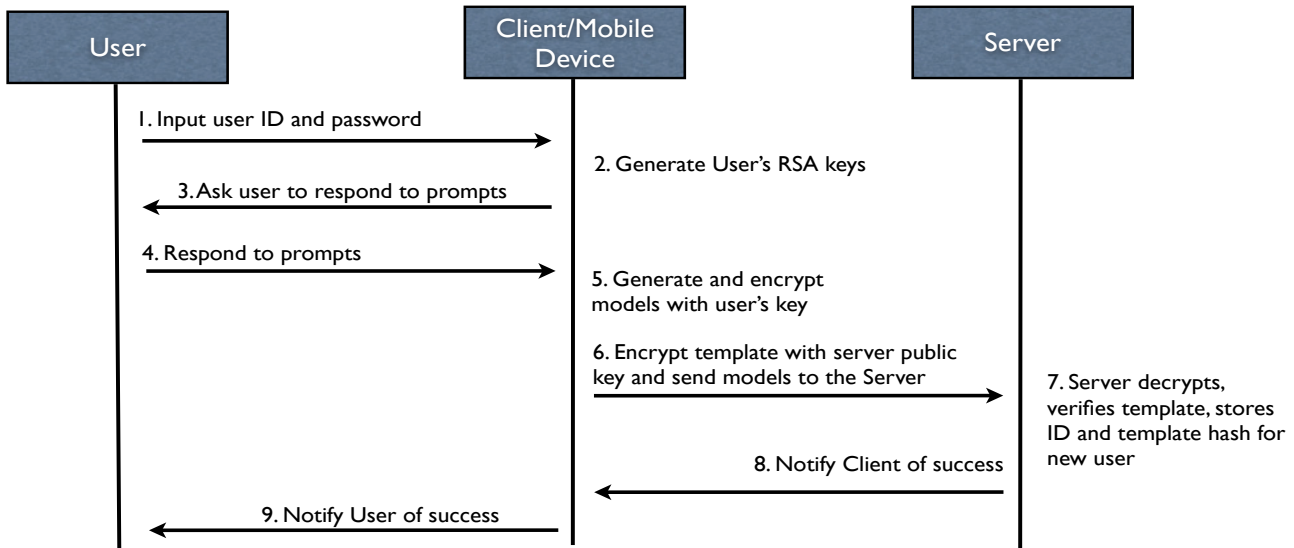 User
Client/Mobile
Device
Server
1. Input user ID and password
2. Generate User's RSA keys
3. Ask user to respond to prompts
4. Respond to prompts
5. Generate and encrypt
models with user's key
6. Encrypt template with server public
key and send models to the Server
7. Server decrypts,
verifies template, stores
ID and template hash for
new user
8. Notify Client of success
9. Notify User of success